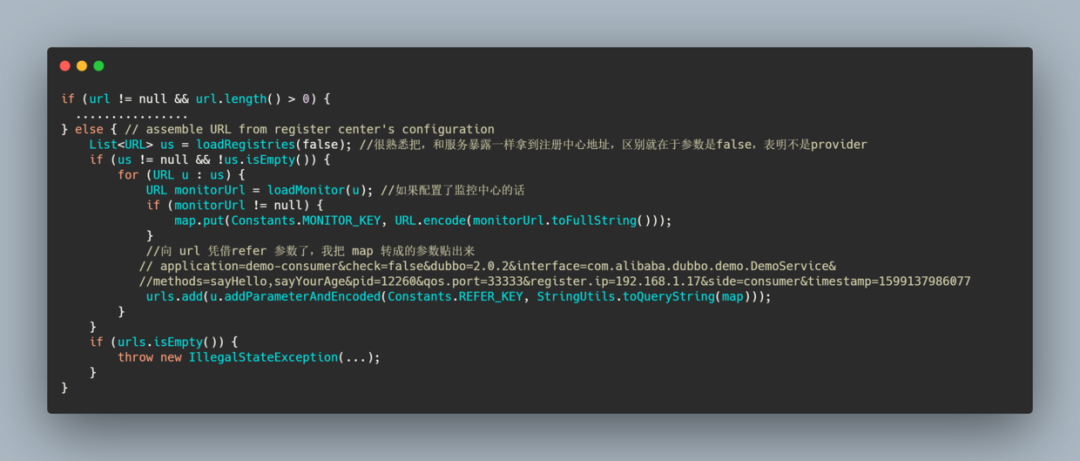 if (url != null && url.length() > 0) {
................
} else { // assemble URL from register center's configuration
List<URL> us = loadRegistries(false); //很熟悉把，和服务暴露一样拿到注册中心地址，区别就在于参数是false，表明不是provider
if (us != null && !us.isEmpty()) {
for (URL u : us) {
URL monitorUrl = loadMonitor(u); //如果配置了监控中心的话
if (monitorUrl != null) {
map.put(Constants.MONITOR_KEY, URL.encode(monitorUrl.toFullString()));
}
//向 url 凭借refer 参数了，我把 map 转成的参数贴出来
// application=demo-consumer&check=false&dubbo=2.0.2&interface=com.alibaba.dubbo.demo.DemoService&
//methods=sayHello,sayYourAge&pid=12260&qos.port=33333&register.ip=192.168.1.17&side=consumer&timestamp=1599137986077
urls.add(u.addParameterAndEncoded(Constants.REFER_KEY, StringUtils.toQueryString(map)));
}
}
if (urls.isEmpty()) {
throw new IllegalStateException(...);
}
}